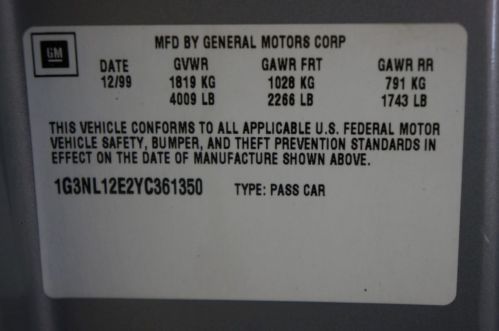 GM
MFD BY GENERAL MOTORS CORP
DATE GVWR GAWR FRT GAWR RR
12/99 1819 KG 1028 KG 791 KG
4009 LB 2266 LB 1743 LB
THIS VEHICLE CONFORMS TO ALL APPLICABLE U.S. FEDERAL MOTOR
VEHICLE SAFETY, BUMPER, AND THEFT PREVENTION STANDARDS IN
EFFECT ON THE DATE OF MANUFACTURE SHOWN ABOVE.
1G3NL12E2YC361350 TYPE: PASS CAR